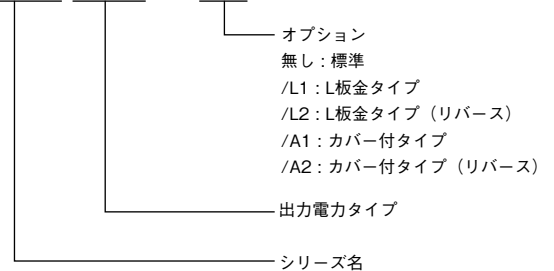 オプション
無し : 標準
/L1 : L板金タイプ
/L2 : L板金タイプ（リバース）
/A1 : カバー付タイプ
/A2 : カバー付タイプ（リバース）
出力電力タイプ
シリーズ名